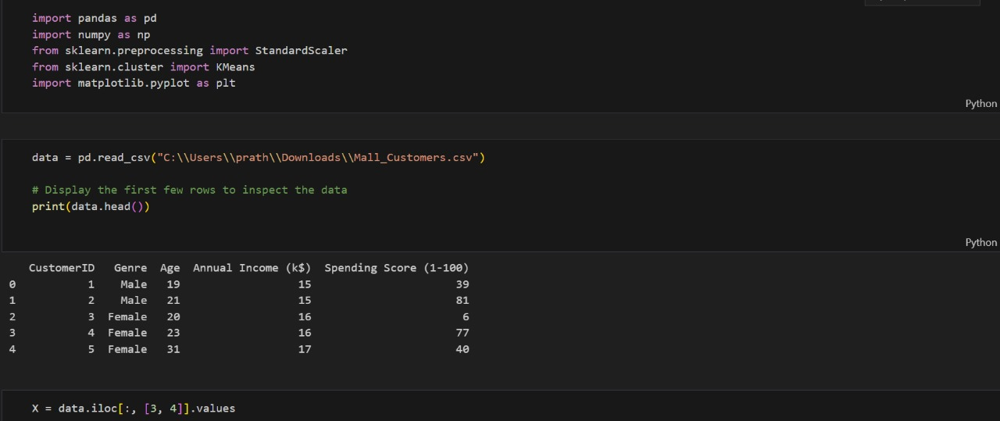 import pandas as pd
import numpy as np
from sklearn.preprocessing import StandardScaler
from sklearn.cluster import KMeans
import matplotlib.pyplot as plt
Python
data = pd.read_csv("C:\\Users\\prath\\Downloads\\Mall_Customers.csv")
# Display the first few rows to inspect the data
print(data.head())
Python
CustomerID Genre Age Annual Income (k$) Spending Score (1-100)
0 1 Male 19 15 39
1 2 Male 21 15 81
2 3 Female 20 16 6
3 4 Female 23 16 77
4 5 Female 31 17 40
X = data.iloc[:, [3, 4]].values